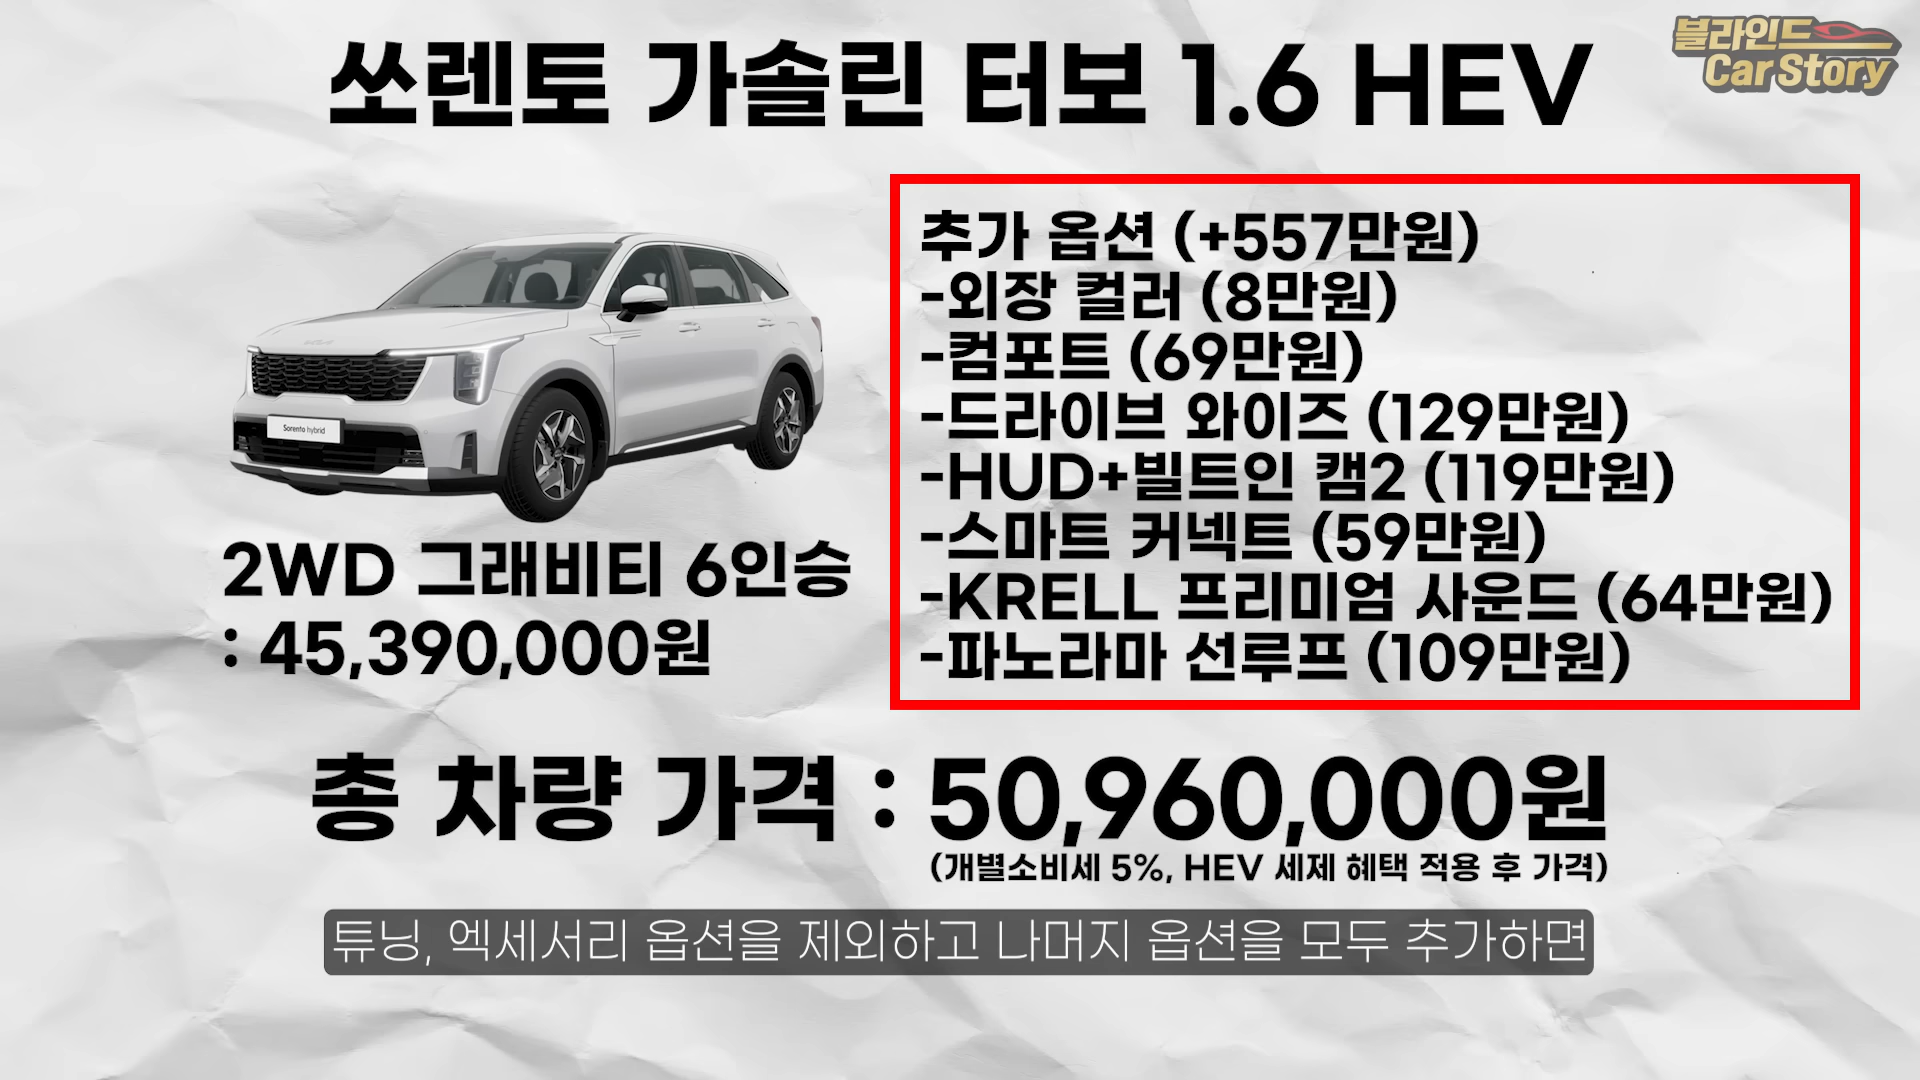 블라인드
Car Story
쏘렌토 가솔린 터보 1.6 HEV
Sorento hybrid
2WD 그래비티 6인승
: 45,390,000원
추가 옵션 (+557만원)
-외장 컬러 (8만원)
-컴포트 (69만원)
-드라이브 와이즈 (129만원)
-HUD+빌트인 캠2 (119만원)
-스마트 커넥트 (59만원)
-KRELL 프리미엄 사운드 (64만원)
-파노라마 선루프 (109만원)
총 차량 가격 : 50,960,000원
(개별소비세 5%, HEV 세제 혜택 적용 후 가격)
튜닝, 엑세서리 옵션을 제외하고 나머지 옵션을 모두 추가하면